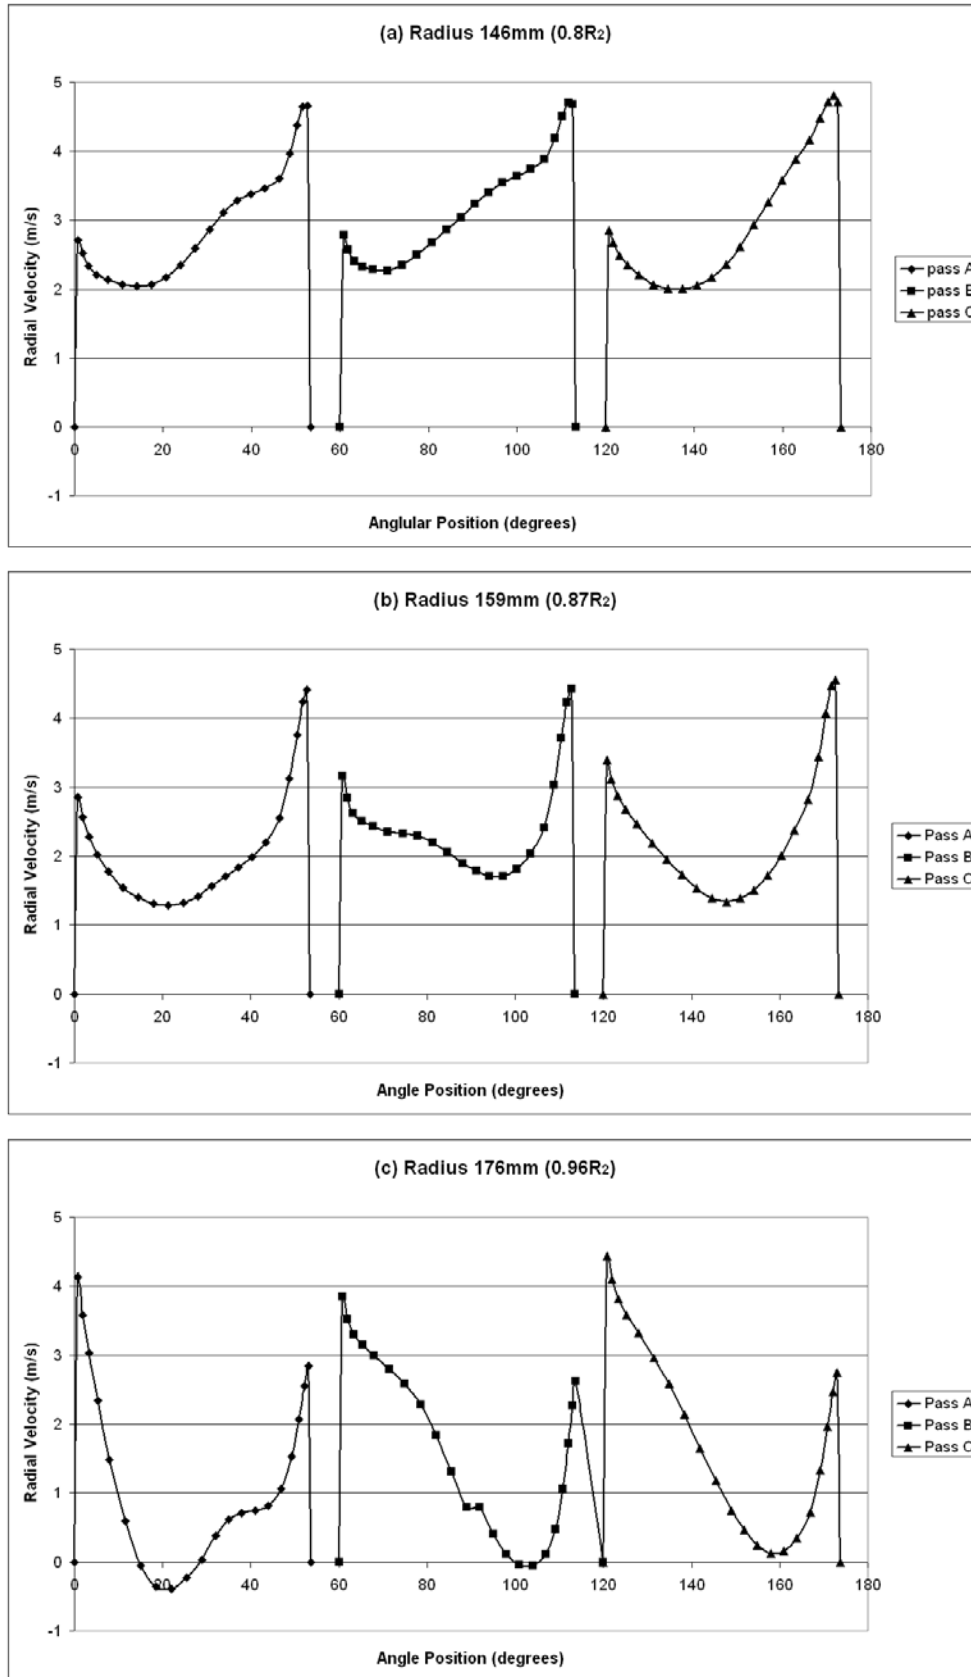 (a) Radius 146mm (0.8R2)
5
4
3
2
1
0
-1
0 20 40 60 80 100 120 140 160 180
Radial Velocity (m/s)
Anglular Position (degrees)
pass A
pass B
pass C
(b) Radius 159mm (0.87R2)
5
4
3
2
1
0
-1
0 20 40 60 80 100 120 140 160 180
Radial Velocity (m/s)
Angle Position (degrees)
Pass A
Pass B
Pass C
(c) Radius 176mm (0.96R2)
5
4
3
2
1
0
-1
0 20 40 60 80 100 120 140 160 180
Radial Velocity (m/s)
Angle Position (degrees)
Pass A
Pass B
Pass C